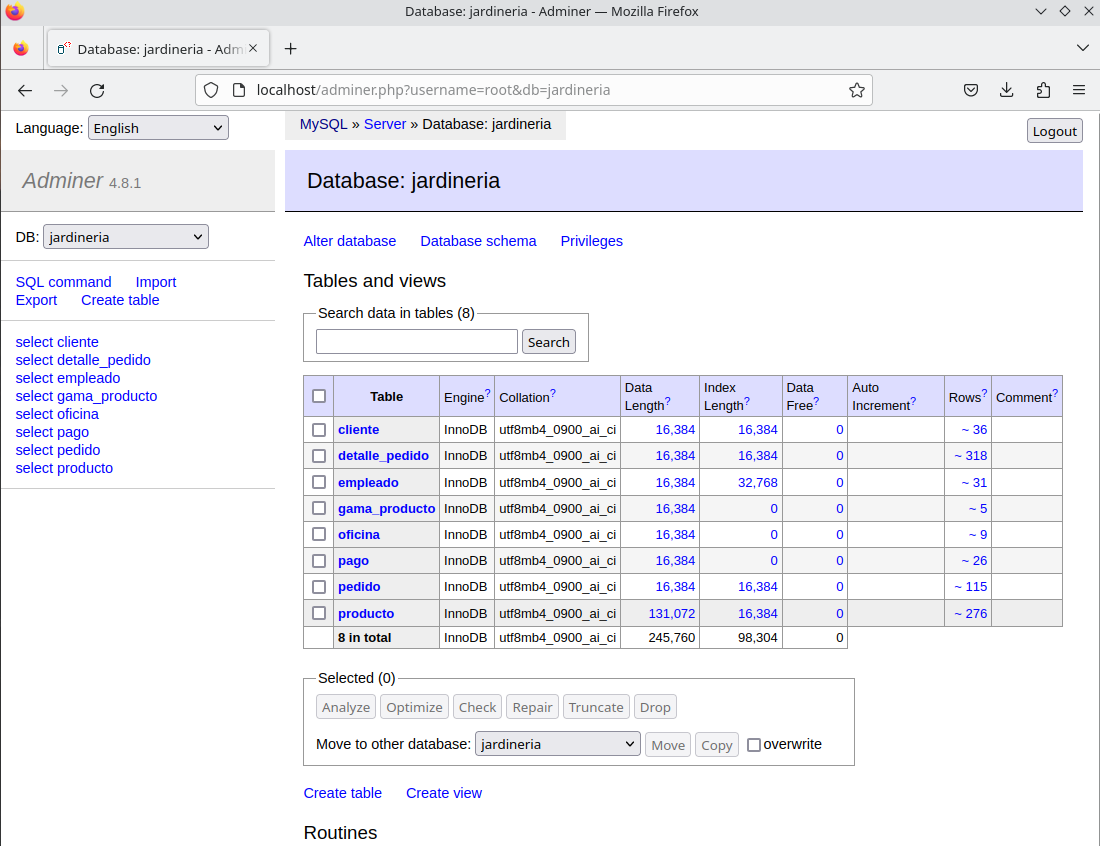 Database: jardineria - Adminer — Mozilla Firefox
Database: jardineria - Adm
localhost/adminer.php?username=root&db=jardineria
Language: English
MySQL » Server » Database: jardineria
Logout
Adminer 4.8.1
Database: jardineria
DB: jardineria
SQL command Import
Export Create table
select cliente
select detalle_pedido
select empleado
select gama_producto
select oficina
select pago
select pedido
select producto
Alter database Database schema Privileges
Tables and views
Search data in tables (8)
Search
Table Engine? Collation? Data Length? Index Length? Data Free? Auto Increment? Rows? Comment?
cliente InnoDB utf8mb4_0900_ai_ci 16,384 16,384 0 ~ 36
detalle_pedido InnoDB utf8mb4_0900_ai_ci 16,384 16,384 0 ~ 318
empleado InnoDB utf8mb4_0900_ai_ci 16,384 32,768 0 ~ 31
gama_producto InnoDB utf8mb4_0900_ai_ci 16,384 0 0 ~ 5
oficina InnoDB utf8mb4_0900_ai_ci 16,384 0 0 ~ 9
pago InnoDB utf8mb4_0900_ai_ci 16,384 0 0 ~ 26
pedido InnoDB utf8mb4_0900_ai_ci 16,384 16,384 0 ~ 115
producto InnoDB utf8mb4_0900_ai_ci 131,072 16,384 0 ~ 276
8 in total InnoDB utf8mb4_0900_ai_ci 245,760 98,304 0
Selected (0)
Analyze Optimize Check Repair Truncate Drop
Move to other database: jardineria Move Copy overwrite
Create table Create view
Routines